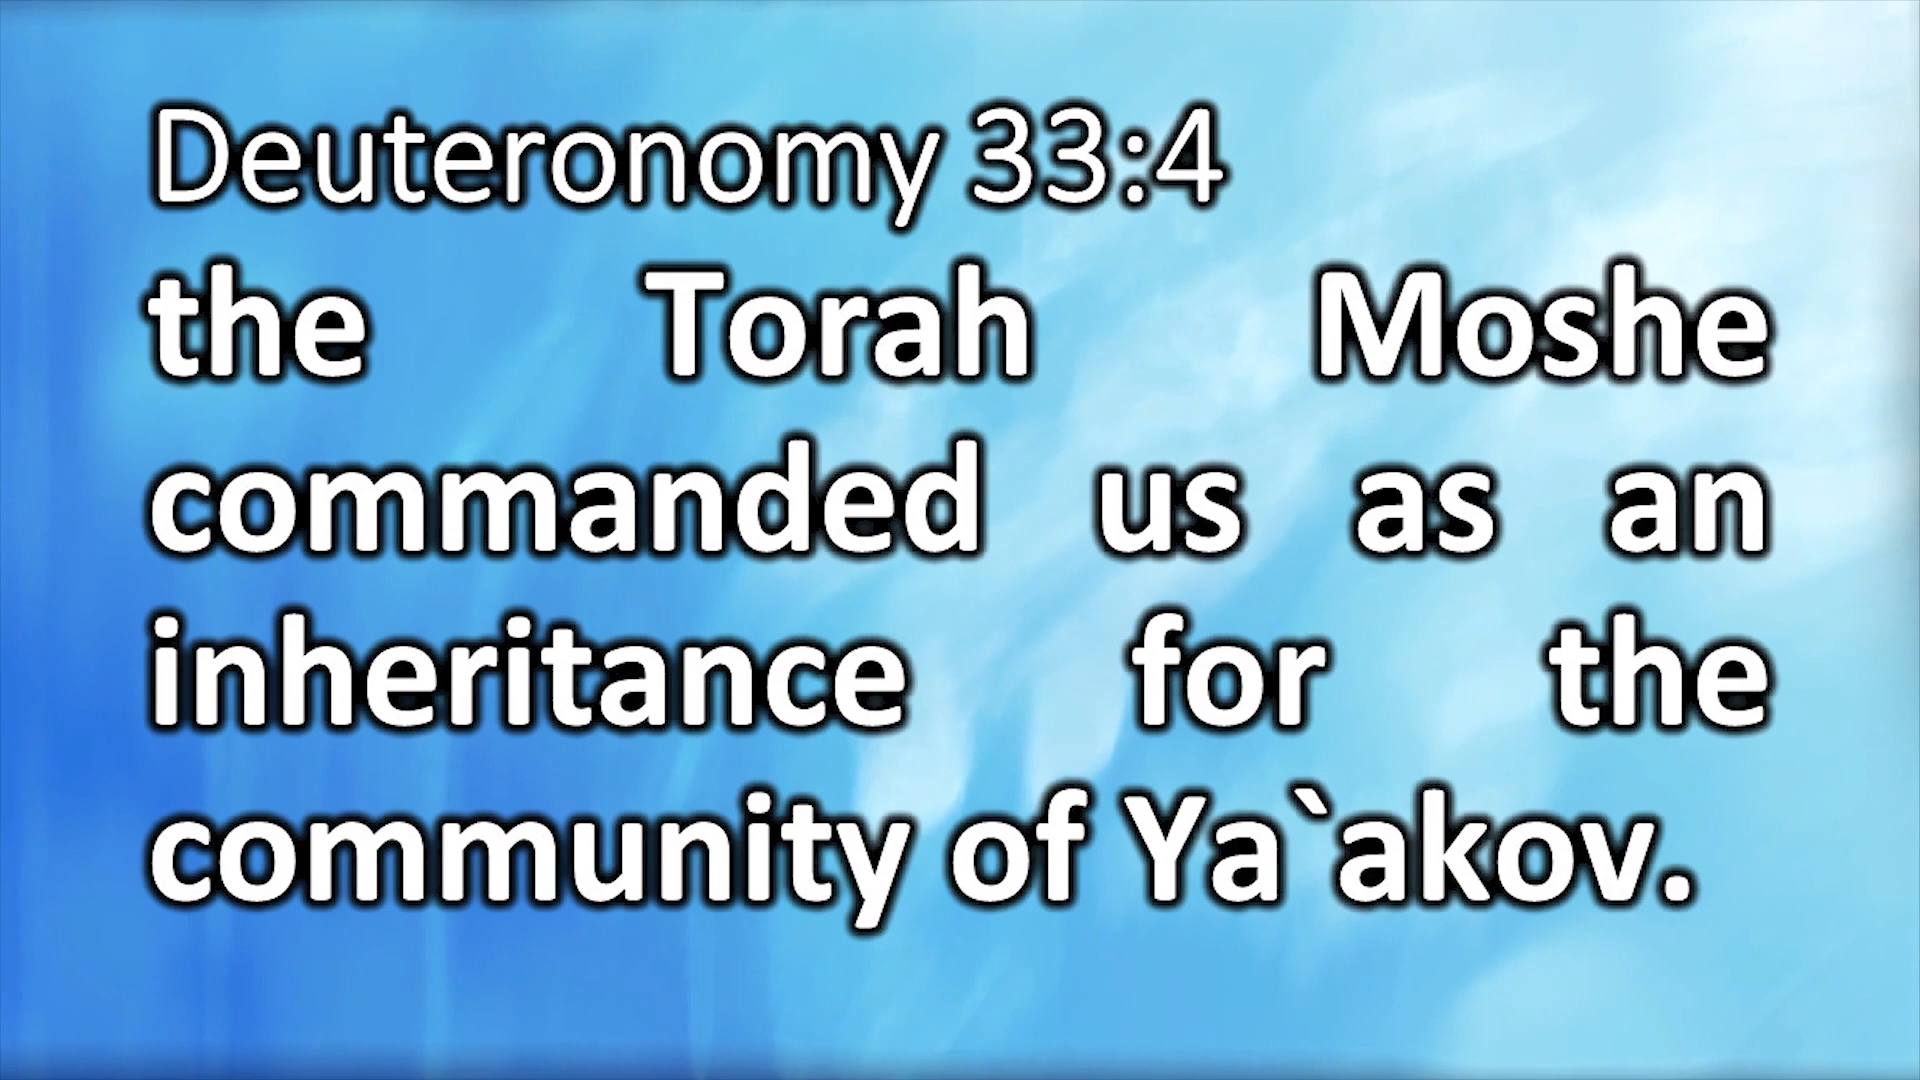 Deuteronomy 33:4
the Torah Moshe
commanded us as an
inheritance for the
community of Ya`akov.